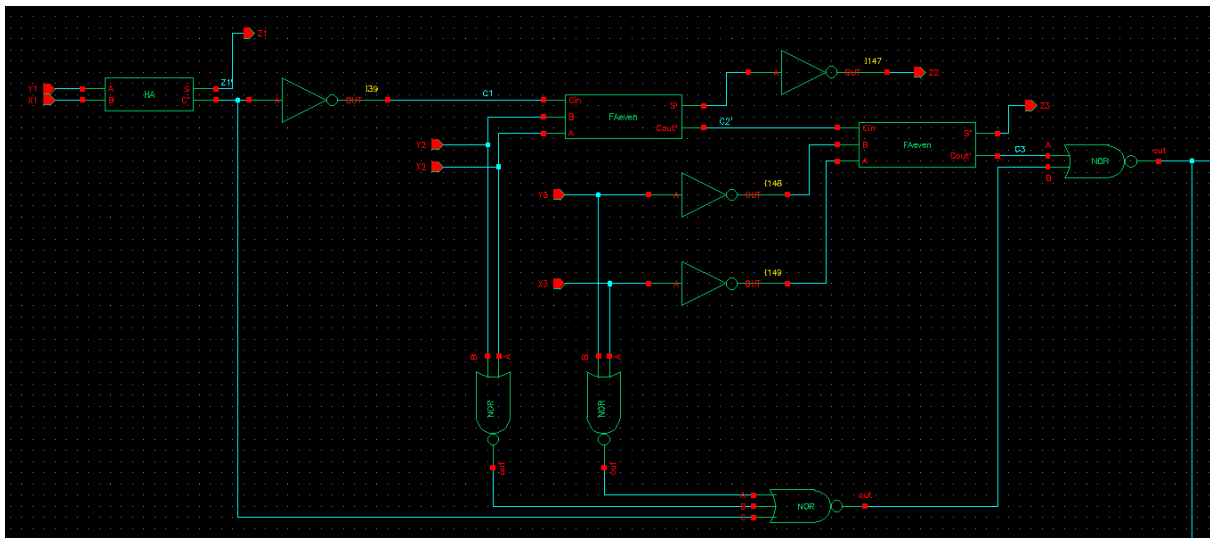 Z1
Y1
X1
A
B
HA
S
C'
Z1'
A
OUT
I39
C1
Cin
B
A
FAeven
S'
Cout'
A
OUT
I147
Z2
C2'
Cin
B
A
FAeven
S'
Cout'
Z3
C3
A
B
NOR
out
Y2
X2
Y3
A
OUT
I148
X3
A
OUT
I149
B
A
NOR
out
B
A
NOR
out
A
B
C
NOR
out